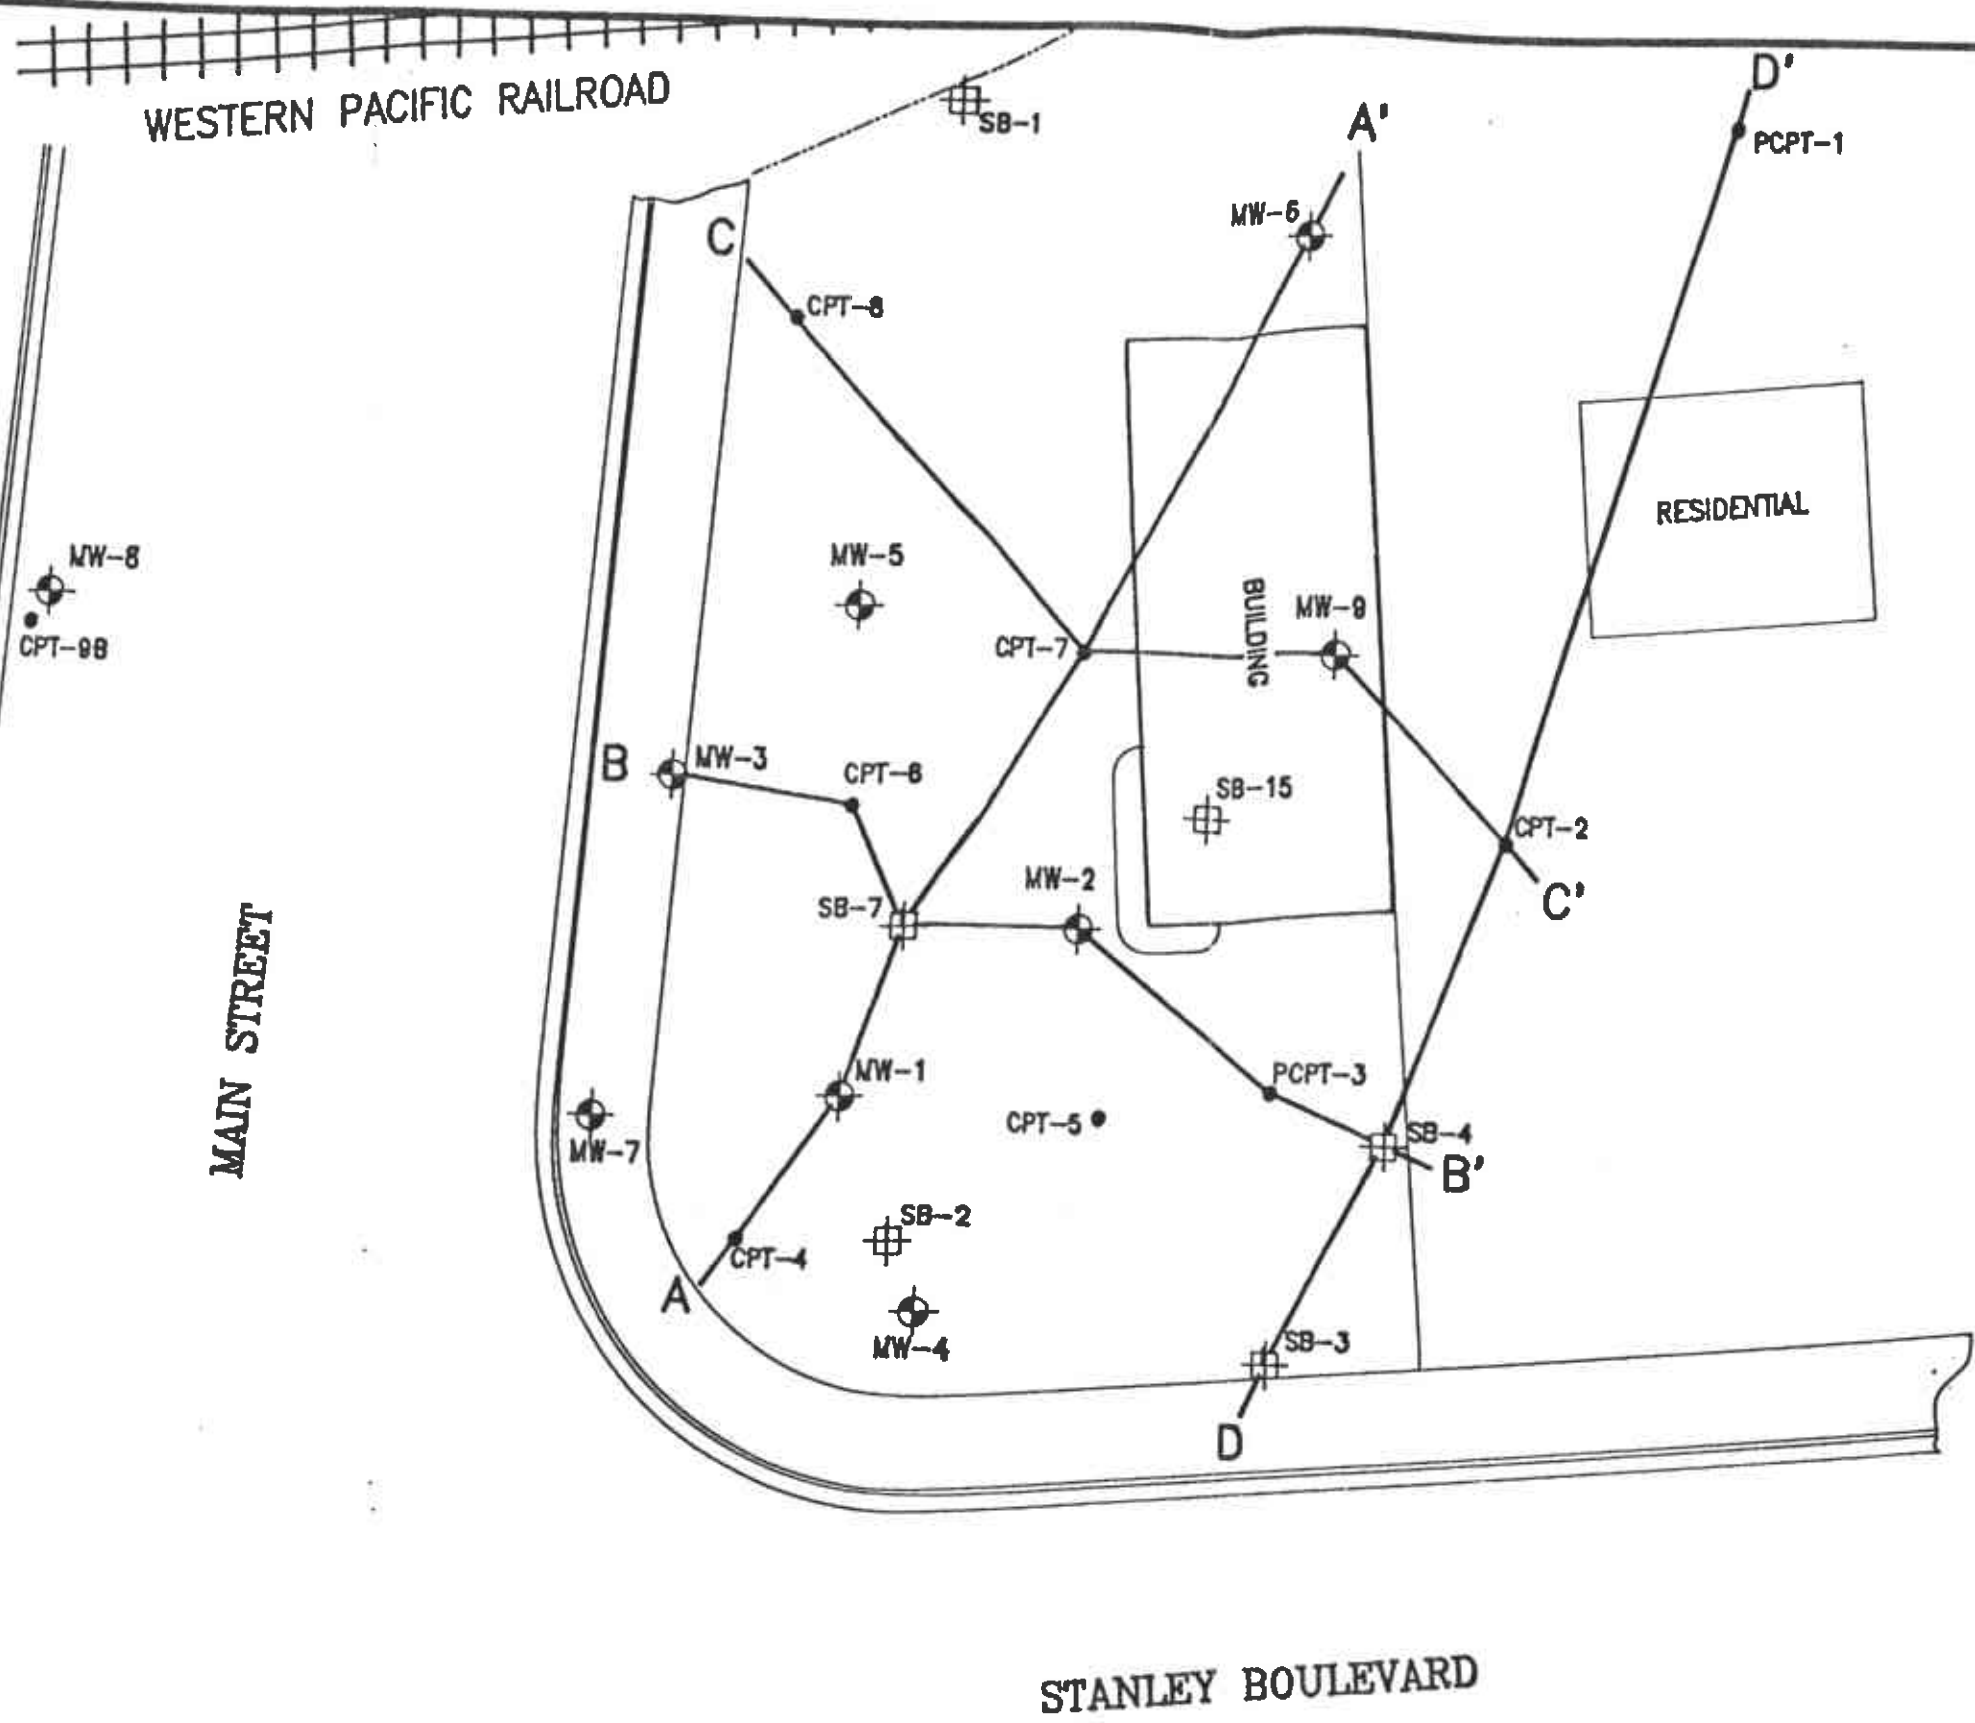 D'
WESTERN PACIFIC RAILROAD
SB-1
A'
PCPT-1
MW-6
C
CPT-8
RESIDENTIAL
MW-8
MW-5
BUILDING
MW-9
CPT-9B
CPT-7
B
MW-3
CPT-6
SB-15
CPT-2
MW-2
C'
SB-7
MAIN STREET
MW-1
PCPT-3
CPT-5
SB-4
MW-7
B'
SB-2
CPT-4
A
MW-4
SB-3
D
STANLEY BOULEVARD